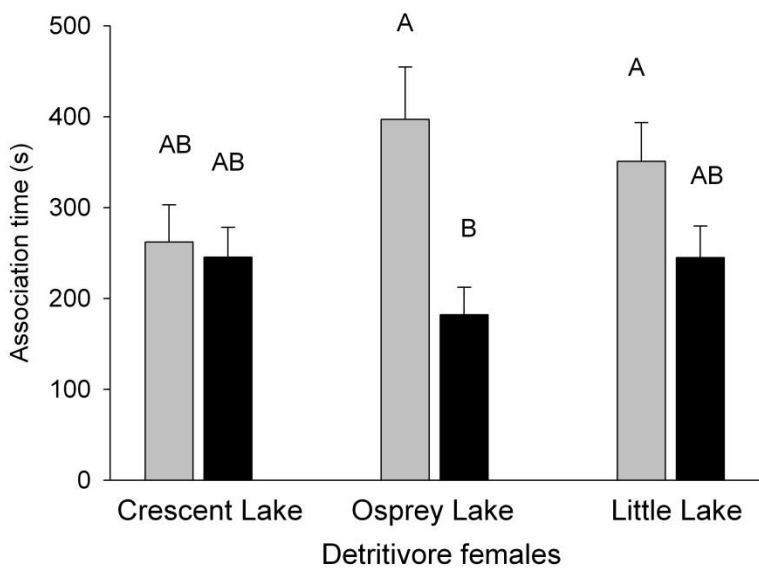 500
400
300
200
100
0
Association time (s)
AB
AB
A
B
A
AB
Crescent Lake
Osprey Lake
Little Lake
Detritivore females